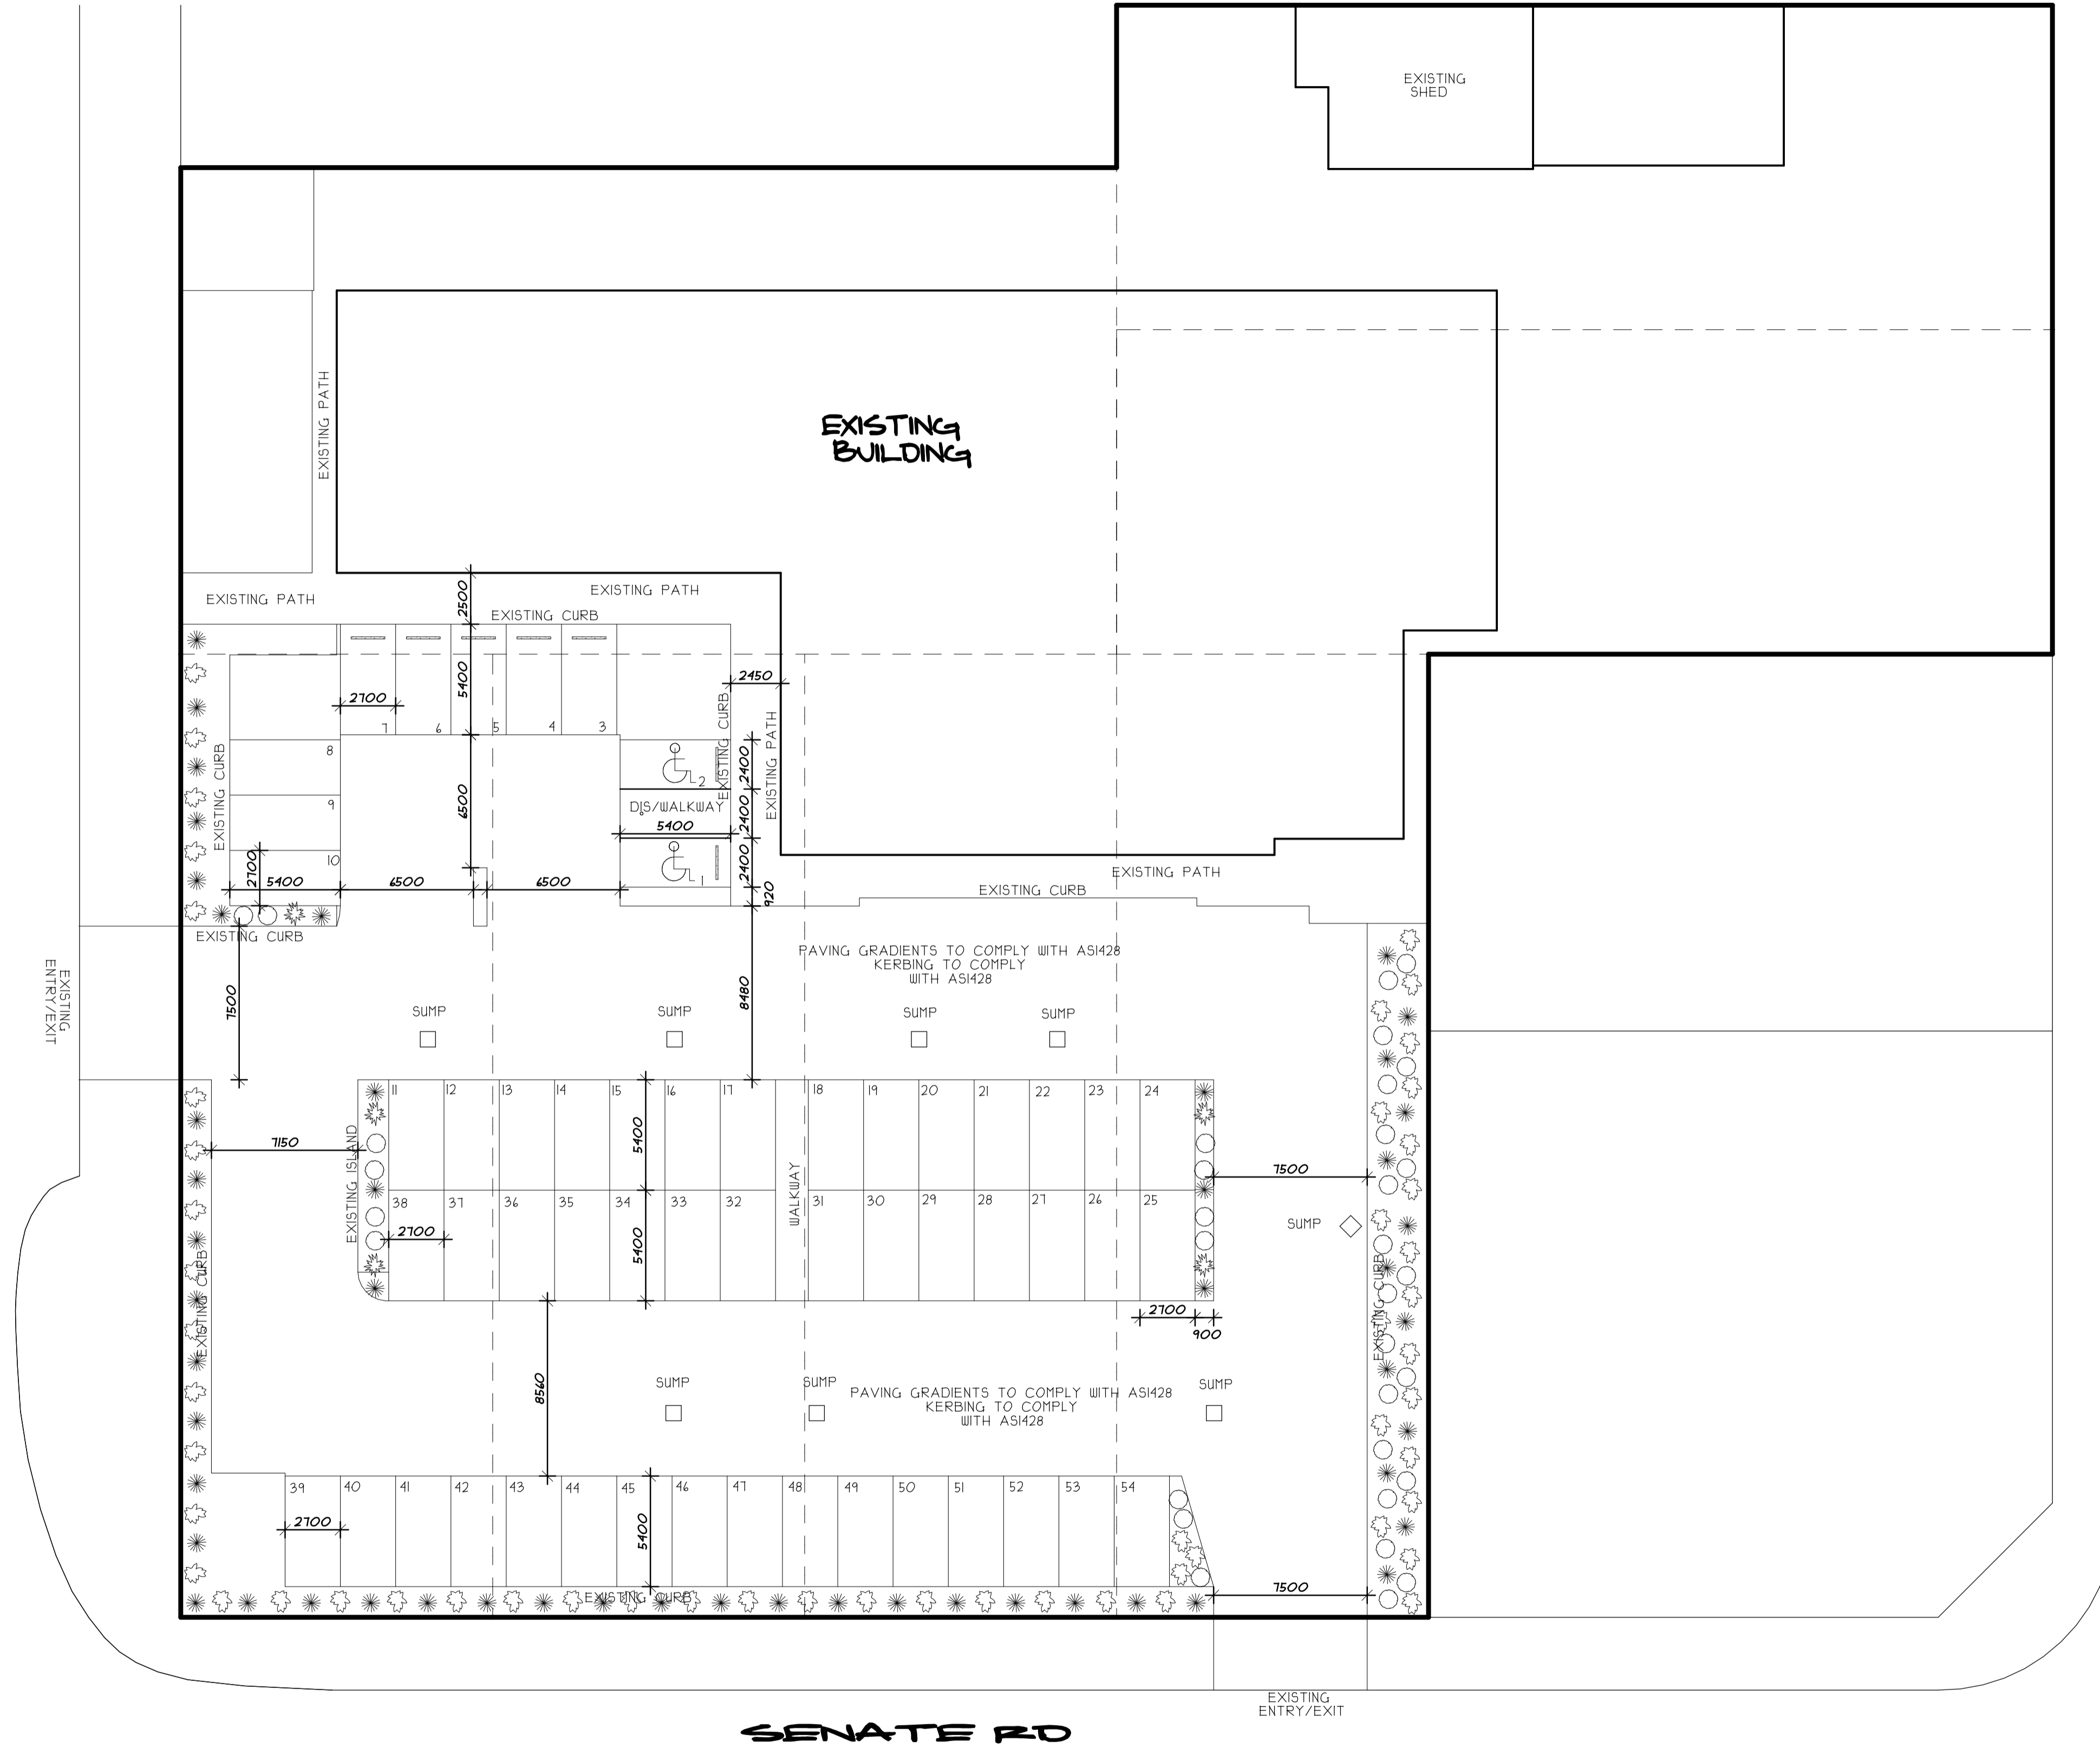 EXISTING
SHED
EXISTING PATH
EXISTING
BUILDING
EXISTING PATH
2500
EXISTING PATH
EXISTING CURB
5400
2700
2450
7
6
5
4
3
EXISTING CURB
EXISTING CURB
EXISTING PATH
8
9
10
2
2400
DIS/WALKWAY
2400
5400
6500
2400
1
2700
5400
6500
6500
920
EXISTING PATH
EXISTING CURB
EXISTING CURB
EXISTING
ENTRY/EXIT
7500
8480
PAVING GRADIENTS TO COMPLY WITH AS1428
KERBING TO COMPLY
WITH AS1428
SUMP
SUMP
SUMP
SUMP
11
12
13
14
15
16
17
18
19
20
21
22
23
24
7150
EXISTING ISLAND
5400
WALKWAY
7500
38
37
36
35
34
33
32
31
30
29
28
27
26
25
2700
5400
SUMP
EXISTING CURB
EXISTING CURB
2700
900
8560
SUMP
SUMP
SUMP
PAVING GRADIENTS TO COMPLY WITH AS1428
KERBING TO COMPLY
WITH AS1428
39
40
41
42
43
44
45
46
47
48
49
50
51
52
53
54
2700
5400
EXISTING CURB
7500
EXISTING
ENTRY/EXIT
SENATE RD